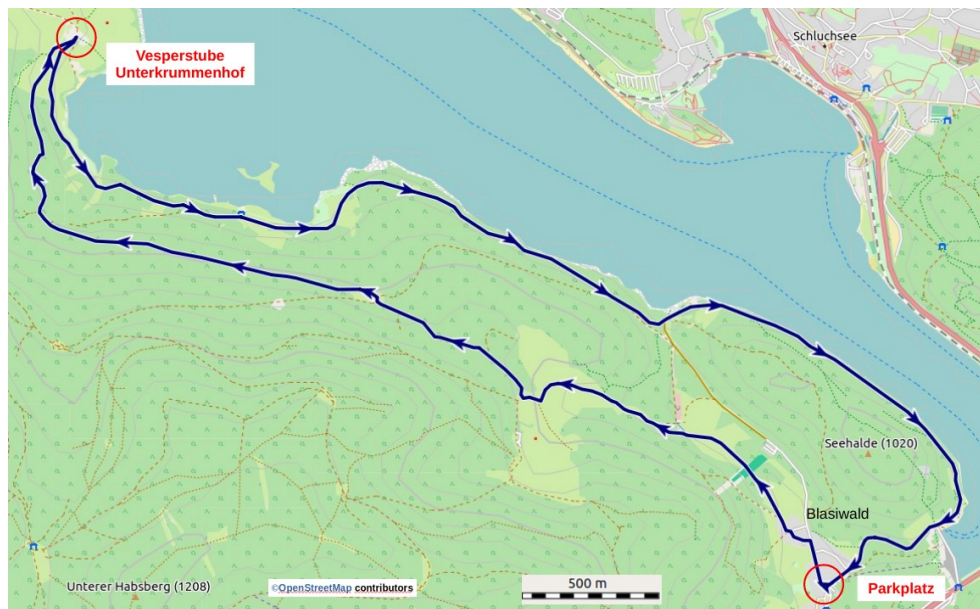 Schluchsee
Vesperstube
Unterkrummenhof
Seehalde (1020)
Blasiwald
Unterer Habsberg (1208)
©OpenStreetMap contributors
500 m
Parkplatz